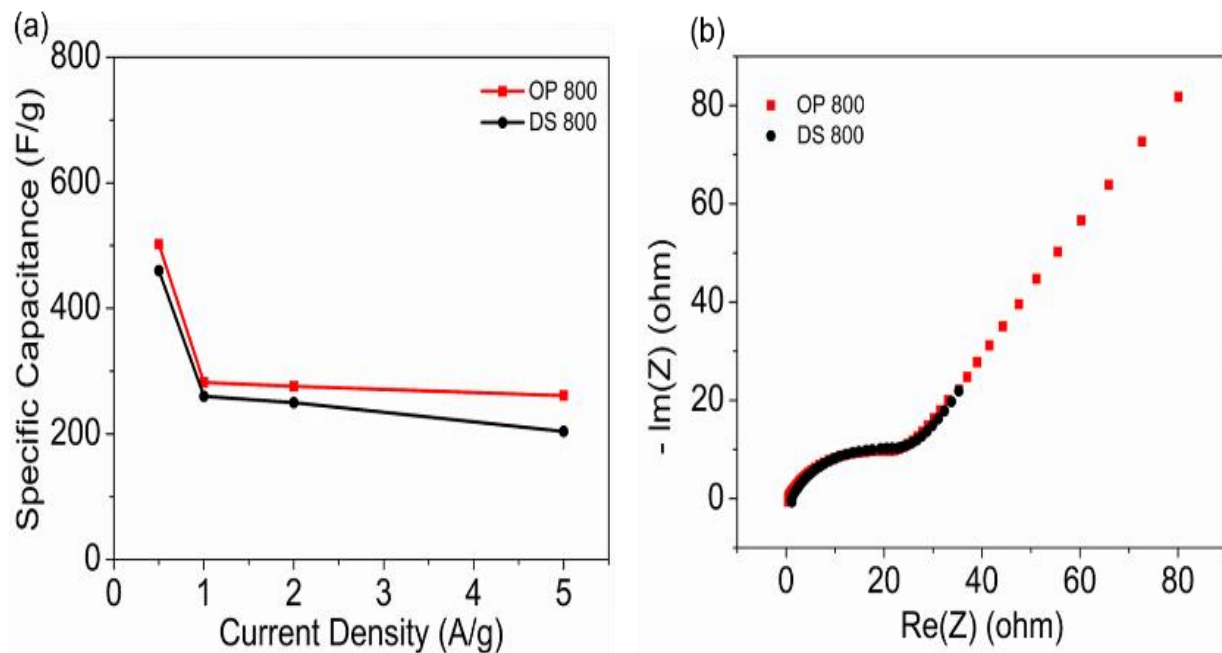 (a)
800
600
400
200
0
Specific Capacitance (F/g)
OP 800
DS 800
0 1 2 3 4 5
Current Density (A/g)
(b)
80
60
40
20
0
- Im(Z) (ohm)
OP 800
DS 800
0 20 40 60 80
Re(Z) (ohm)